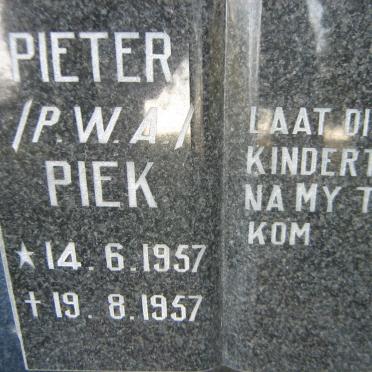 PIETER
/P.W.A./
PIEK
* 14.6.1957
† 19.8.1957
LAAT DI
KINDERT
NA MY T
KOM